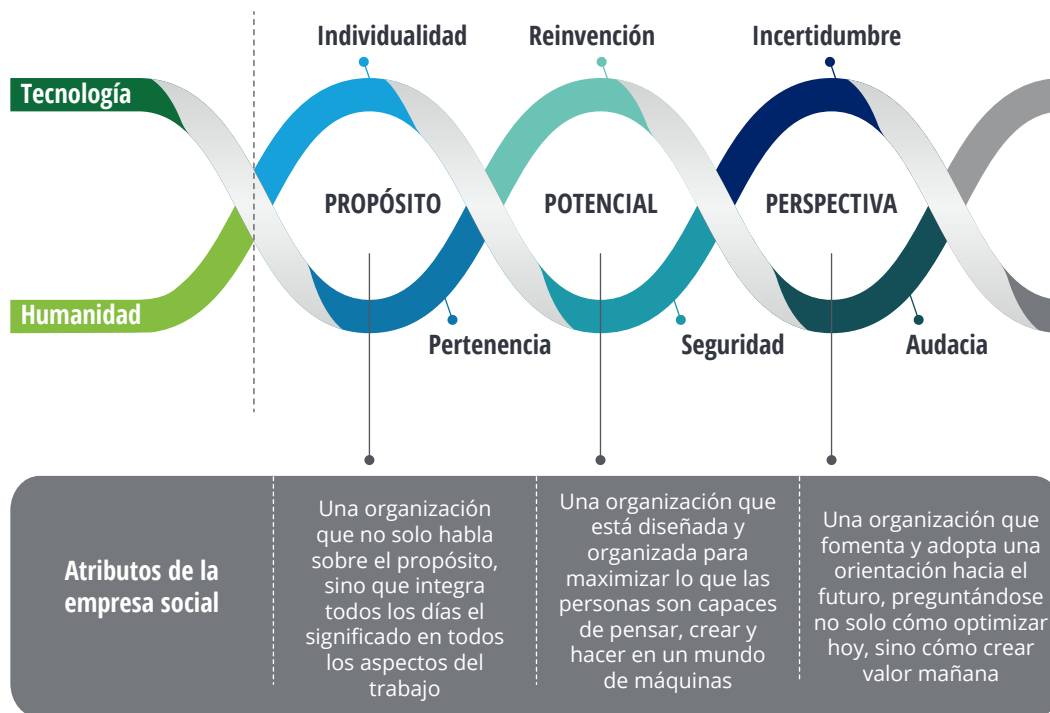 Individualidad
Reinvención
Incertidumbre
Tecnología
PROPÓSITO
POTENCIAL
PERSPECTIVA
Humanidad
Pertenencia
Seguridad
Audacia
Atributos de la
empresa social
Una organización
que no solo habla
sobre el propósito,
sino que integra
todos los días el
significado en todos
los aspectos del
trabajo
Una organización que
está diseñada y
organizada para
maximizar lo que las
personas son capaces
de pensar, crear y
hacer en un mundo
de máquinas
Una organización que
fomenta y adopta una
orientación hacia el
futuro, preguntándose
no solo cómo optimizar
hoy, sino cómo crear
valor mañana